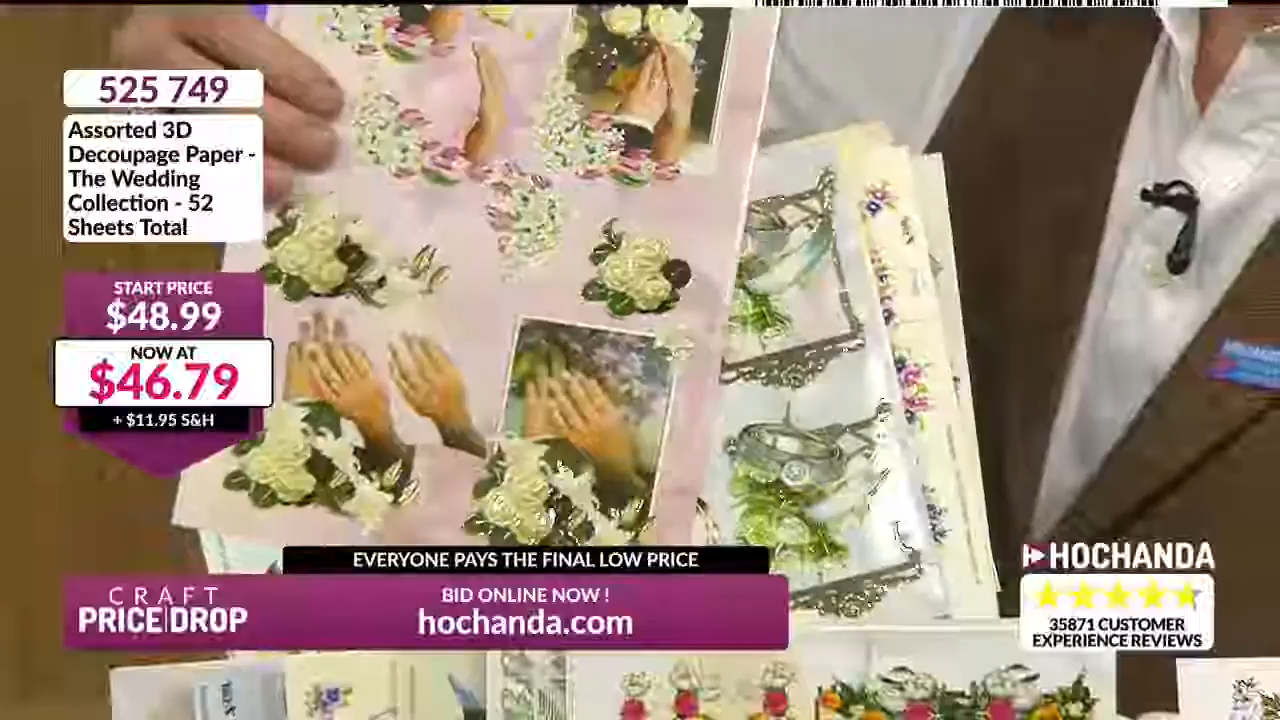 525 749
Assorted 3D
Decoupage Paper -
The Wedding
Collection - 52
Sheets Total
START PRICE
$48.99
NOW AT
$46.79
+ $11.95 S&H
EVERYONE PAYS THE FINAL LOW PRICE
CRAFT
PRICE DROP
BID ONLINE NOW !
hochanda.com
HOCHANDA
35871 CUSTOMER
EXPERIENCE REVIEWS